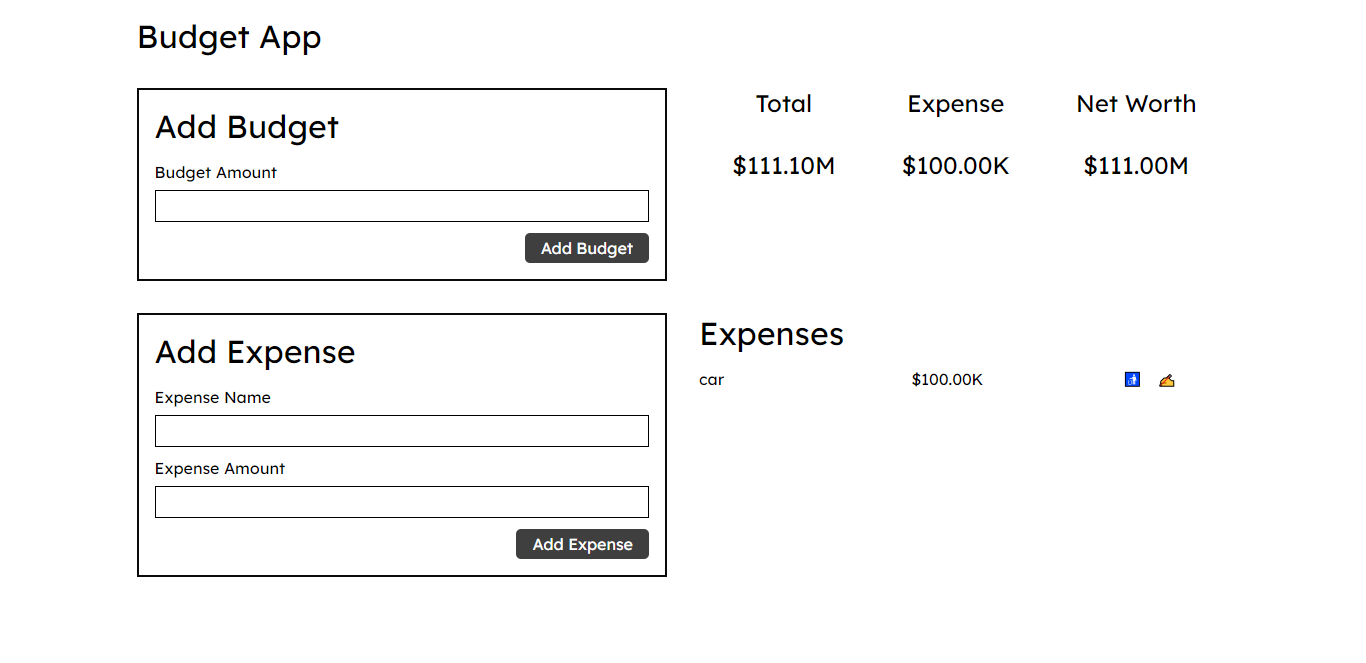 Budget App
Add Budget
Budget Amount
Add Budget
Total Expense Net Worth
$111.10M $100.00K $111.00M
Add Expense
Expense Name
Expense Amount
Add Expense
Expenses
car $100.00K